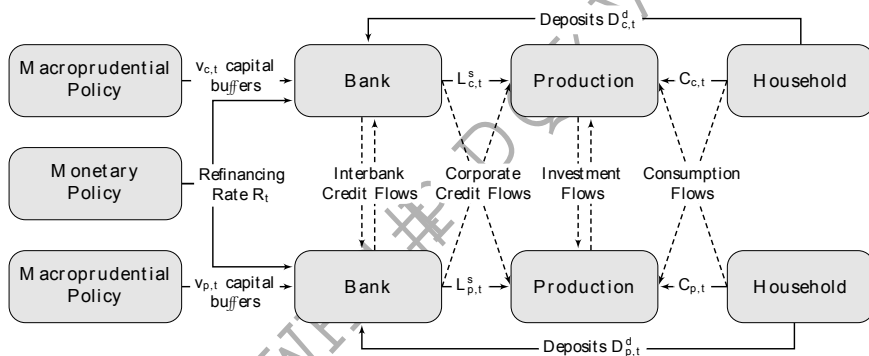 Deposits D^d_{c,t}
Macroprudential
Policy
v_{c,t} capital
buffers
Bank
L^s_{c,t}
Production
C_{c,t}
Household
Monetary
Policy
Refinancing
Rate R_t
Interbank
Credit Flows
Corporate
Credit Flows
Investment
Flows
Consumption
Flows
Macroprudential
Policy
v_{p,t} capital
buffers
Bank
L^s_{p,t}
Production
C_{p,t}
Household
Deposits D^d_{p,t}